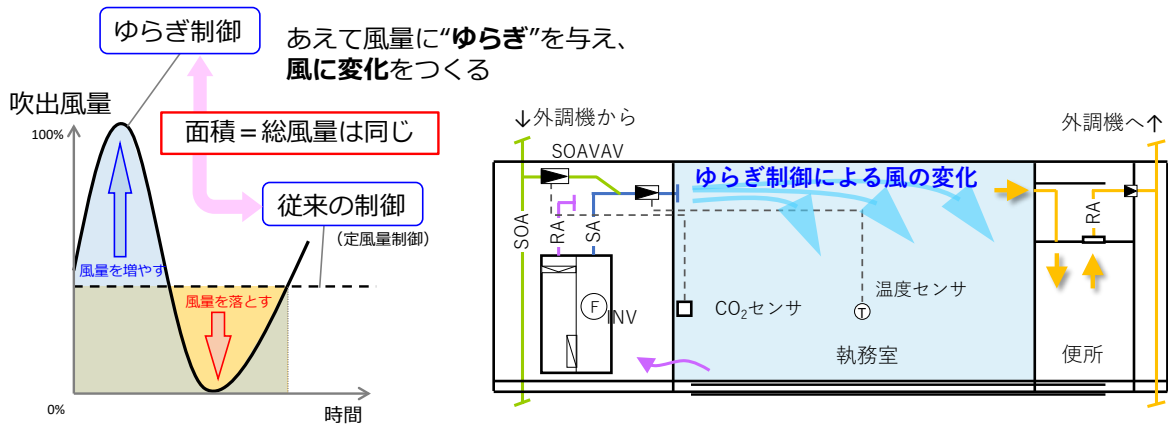 ゆらぎ制御
あえて風量に“ゆらぎ”を与え、
風に変化をつくる
吹出風量
100%
面積＝総風量は同じ
従来の制御
（定風量制御）
風量を増やす
風量を落とす
0%
時間
↓外調機から
外調機へ↑
SOAVAV
ゆらぎ制御による風の変化
SOA
RA
SA
RA
F
INV
CO₂センサ
温度センサ
T
執務室
便所